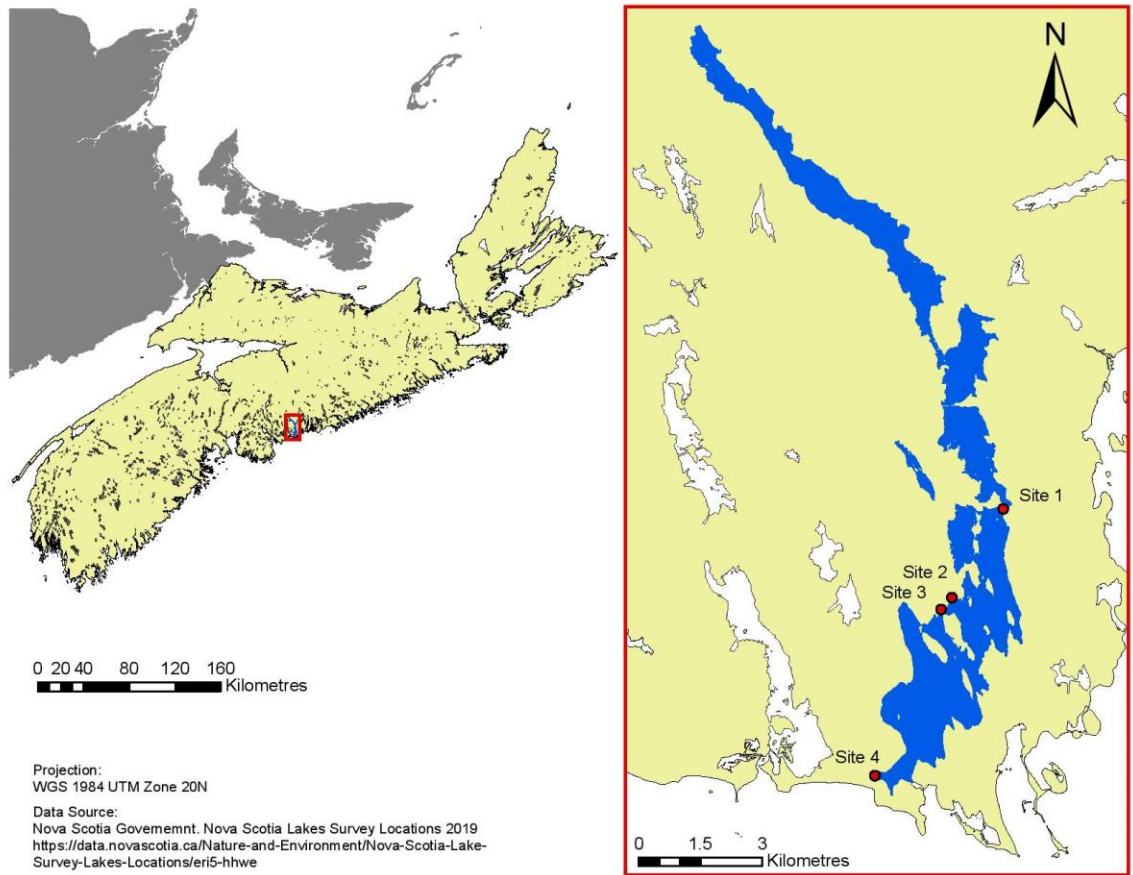 N
Site 1
Site 2
Site 3
Site 4
0 20 40 80 120 160
Kilometres
0 1.5 3
Kilometres
Projection:
WGS 1984 UTM Zone 20N
Data Source:
Nova Scotia Governemnt. Nova Scotia Lakes Survey Locations 2019
https://data.novascotia.ca/Nature-and-Environment/Nova-Scotia-Lake-
Survey-Lakes-Locations/eri5-hhwe